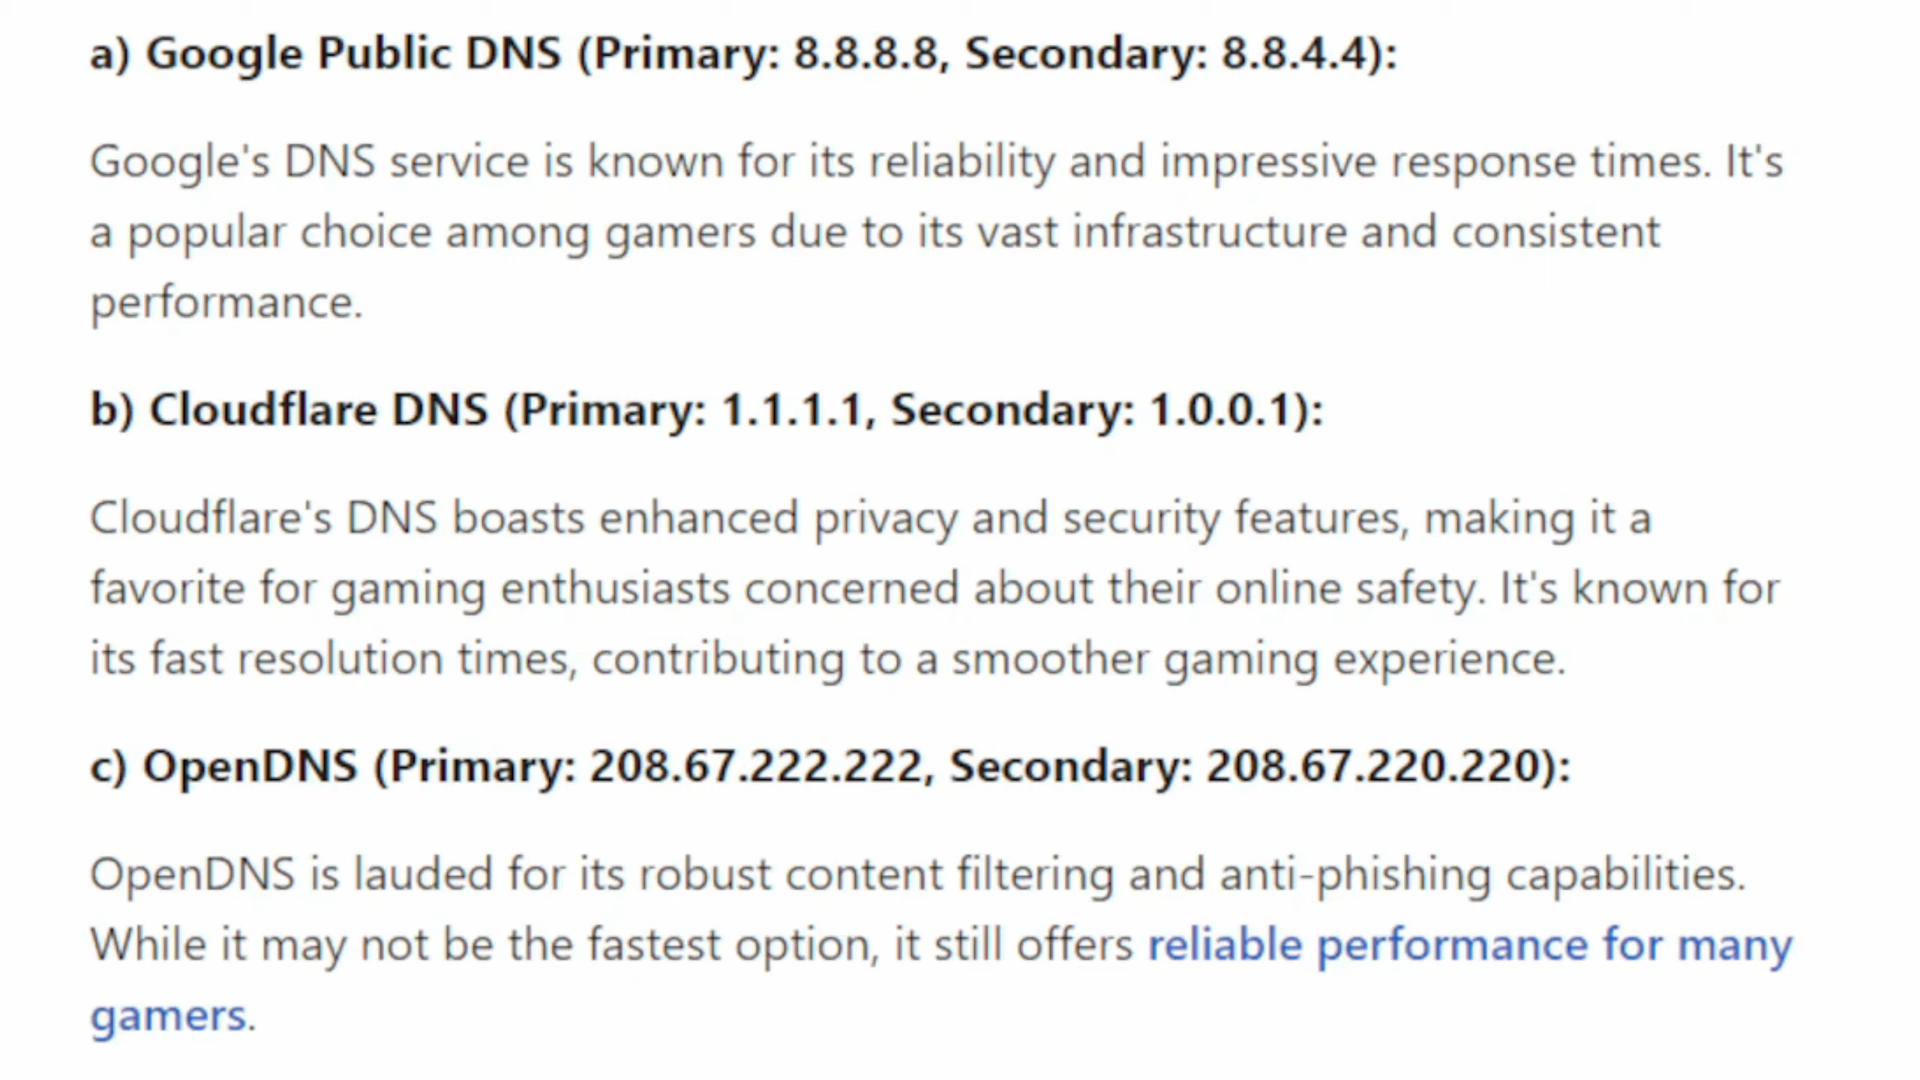 a) Google Public DNS (Primary: 8.8.8.8, Secondary: 8.8.4.4):
Google's DNS service is known for its reliability and impressive response times. It's
a popular choice among gamers due to its vast infrastructure and consistent
performance.
b) Cloudflare DNS (Primary: 1.1.1.1, Secondary: 1.0.0.1):
Cloudflare's DNS boasts enhanced privacy and security features, making it a
favorite for gaming enthusiasts concerned about their online safety. It's known for
its fast resolution times, contributing to a smoother gaming experience.
c) OpenDNS (Primary: 208.67.222.222, Secondary: 208.67.220.220):
OpenDNS is lauded for its robust content filtering and anti-phishing capabilities.
While it may not be the fastest option, it still offers reliable performance for many
gamers.